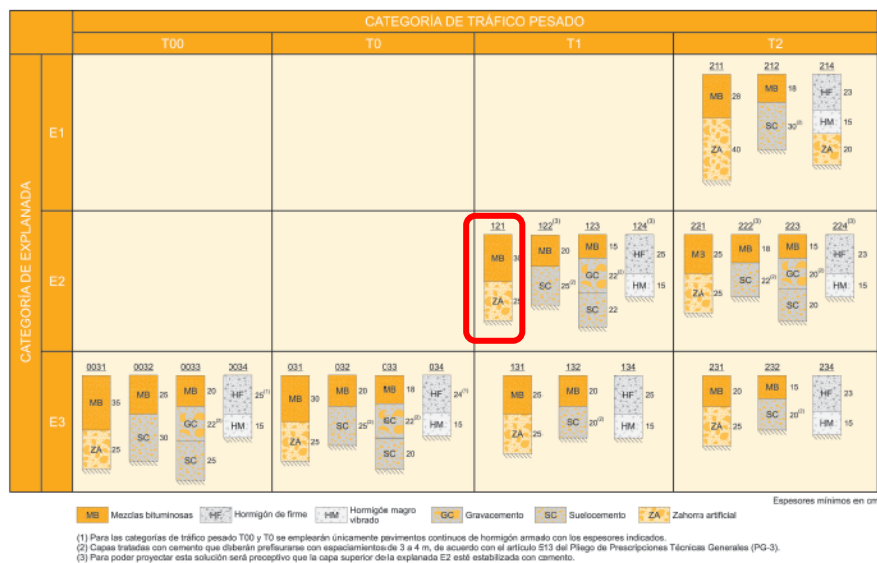 CATEGORÍA DE TRÁFICO PESADO
T00 T0 T1 T2
CATEGORÍA DE EXPLANADA
E1
211 212 214
MB 28 MB 18 HF 23
SC 30(2) HM 15
ZA 40 ZA 20
E2
121 122(3) 123 124(3) 221 222(3) 223 224(3)
MB 30 MB 20 MB 15 HF 25 MB 25 MB 18 MB 15 HF 23
ZA 25 SC 25(2) GC 22(2) HM 15 ZA 25 SC 22(2) GC 20(2) HM 15
SC 22 SC 20
E3
0031 0032 0033 0034 031 032 033 034 131 132 134 231 232 234
MB 35 MB 25 MB 20 HF 25(1) MB 30 MB 20 MB 18 HF 24(1) MB 25 MB 20 HF 25 MB 20 MB 15 HF 23
ZA 25 SC 30 GC 22(2) HM 15 ZA 25 SC 25(2) GC 22(2) HM 15 ZA 25 SC 20(2) HM 15 ZA 25 SC 20(2) HM 15
SC 25 SC 20
Espesores mínimos en cm
MB Mezclas bituminosas HF Hormigón de firme HM Hormigón magro vibrado GC Gravacemento SC Suelocemento ZA Zahorra artificial
(1) Para las categorías de tráfico pesado T00 y T0 se emplearán únicamente pavimentos continuos de hormigón armado con los espesores indicados.
(2) Capas tratadas con cemento que deberán prefisurarse con espaciamientos de 3 a 4 m, de acuerdo con el artículo 513 del Pliego de Prescripciones Técnicas Generales (PG-3).
(3) Para poder proyectar esta solución será preceptivo que la capa superior de la explanada E2 esté estabilizada con cemento.